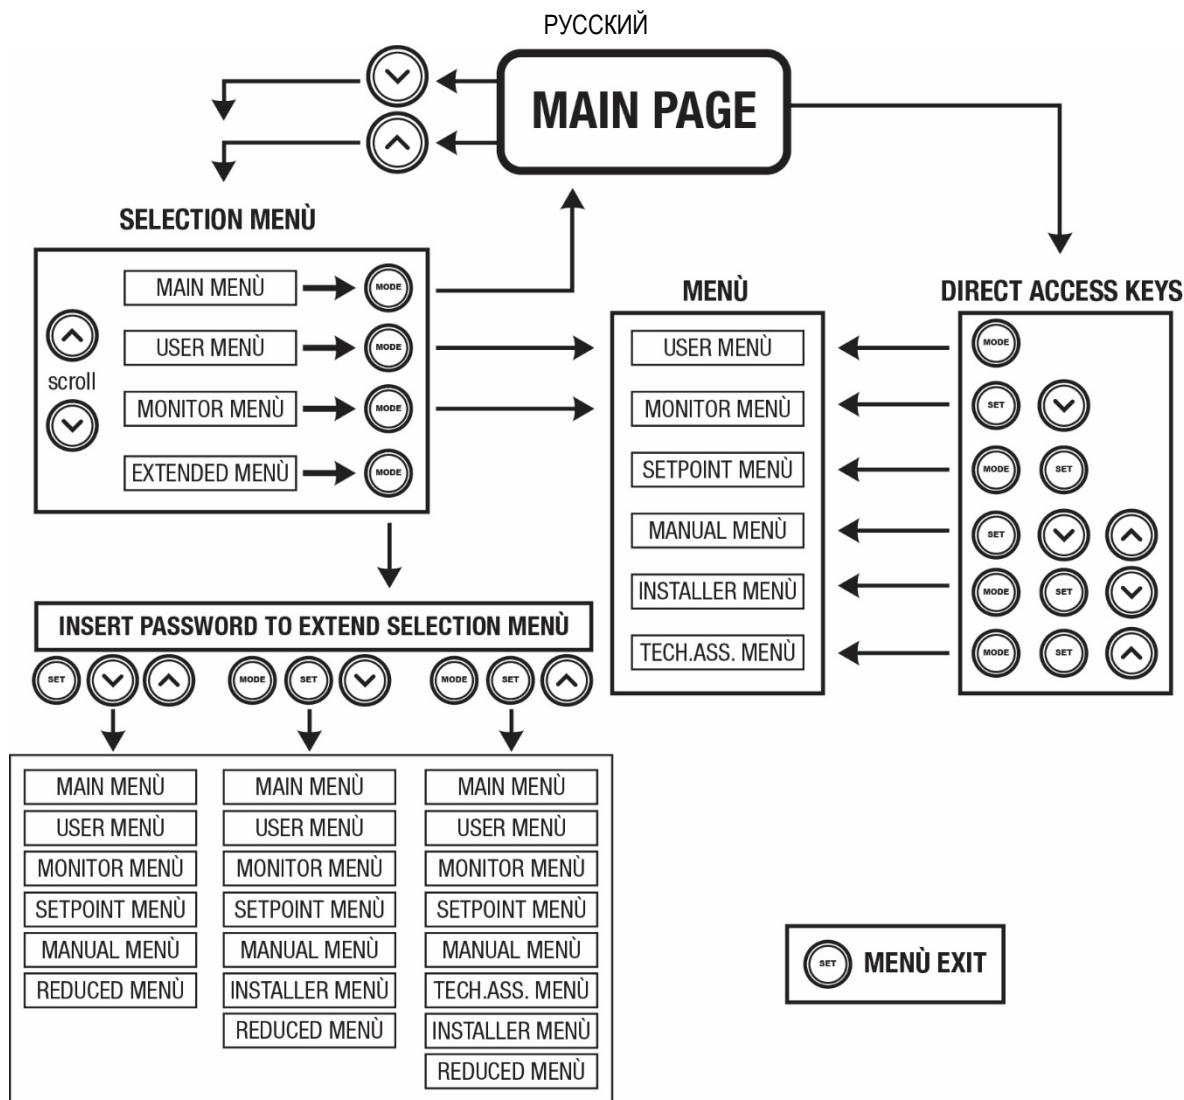 РУССКИЙ
MAIN PAGE
SELECTION MENÙ
MAIN MENÙ
MODE
USER MENÙ
MODE
scroll
MONITOR MENÙ
MODE
EXTENDED MENÙ
MODE
MENÙ
USER MENÙ
MONITOR MENÙ
SETPOINT MENÙ
MANUAL MENÙ
INSTALLER MENÙ
TECH.ASS. MENÙ
DIRECT ACCESS KEYS
MODE
SET
MODE SET
SET
MODE SET
MODE SET
INSERT PASSWORD TO EXTEND SELECTION MENÙ
SET
MODE SET
MODE SET
MAIN MENÙ
USER MENÙ
MONITOR MENÙ
SETPOINT MENÙ
MANUAL MENÙ
REDUCED MENÙ
MAIN MENÙ
USER MENÙ
MONITOR MENÙ
SETPOINT MENÙ
MANUAL MENÙ
INSTALLER MENÙ
REDUCED MENÙ
MAIN MENÙ
USER MENÙ
MONITOR MENÙ
SETPOINT MENÙ
MANUAL MENÙ
TECH.ASS. MENÙ
INSTALLER MENÙ
REDUCED MENÙ
SET MENÙ EXIT